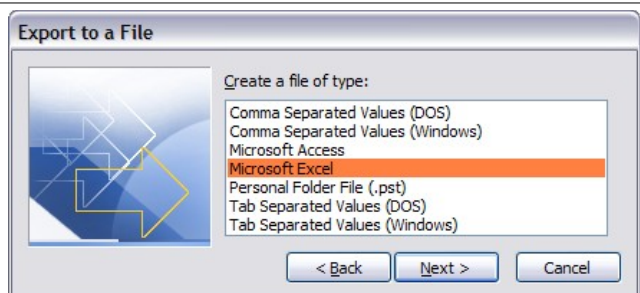 Export to a File
Create a file of type:
Comma Separated Values (DOS)
Comma Separated Values (Windows)
Microsoft Access
Microsoft Excel
Personal Folder File (.pst)
Tab Separated Values (DOS)
Tab Separated Values (Windows)
< Back Next > Cancel